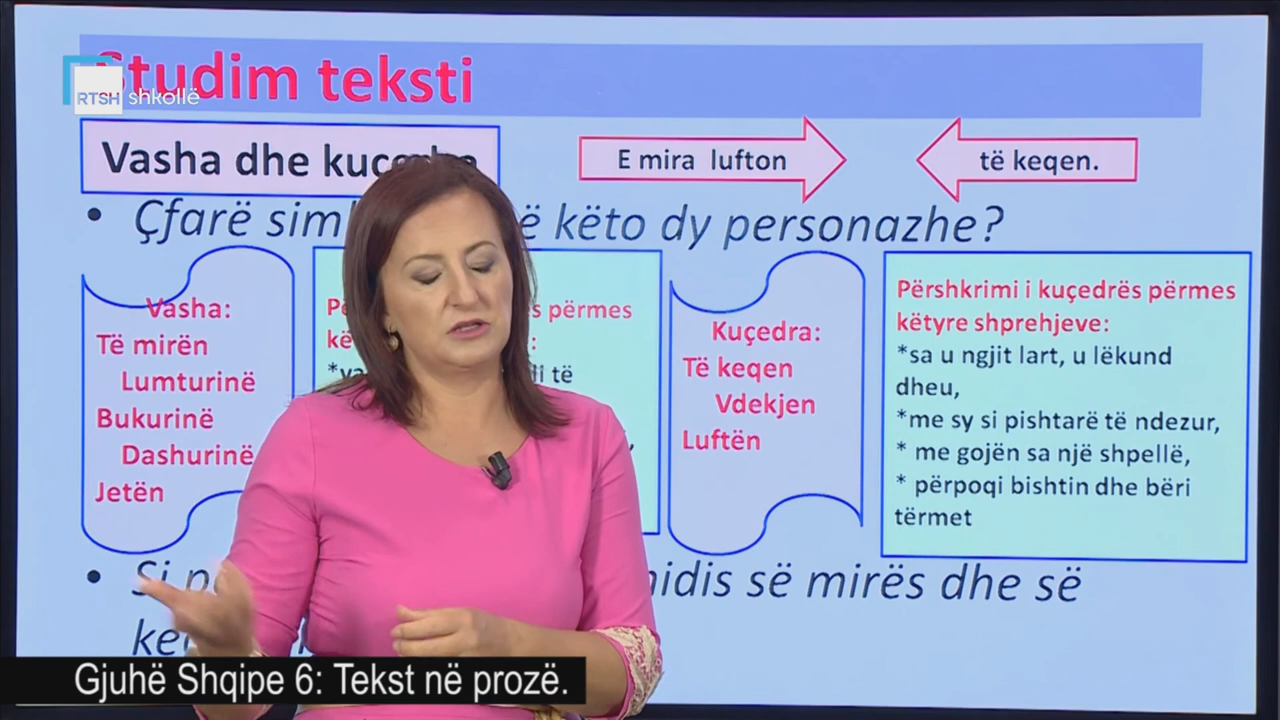 Studim teksti
RTSH shkollë
Vasha dhe
E mira lufton
të keqen.
• Çfarë këto dy personazhe?
Vasha:
Të mirën
Lumturinë
Bukurinë
Dashurinë
Jetën
përmes
:
të
Kuçedra:
Të keqen
Vdekjen
Luftën
Përshkrimi i kuçedrës përmes
këtyre shprehjeve:
*sa u ngjit lart, u lëkund
dheu,
*me sy si pishtarë të ndezur,
* me gojën sa një shpellë,
* përpoqi bishtin dhe bëri
tërmet
• Si midis së mirës dhe së
Gjuhë Shqipe 6: Tekst në prozë.